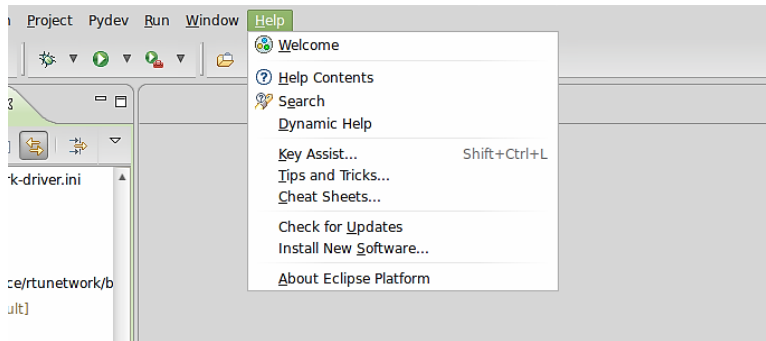 Project Pydev Run Window Help
Welcome
Help Contents
Search
Dynamic Help
Key Assist... Shift+Ctrl+L
Tips and Tricks...
Cheat Sheets...
Check for Updates
Install New Software...
About Eclipse Platform
rk-driver.ini
ce/rtunetwork/b
ult]